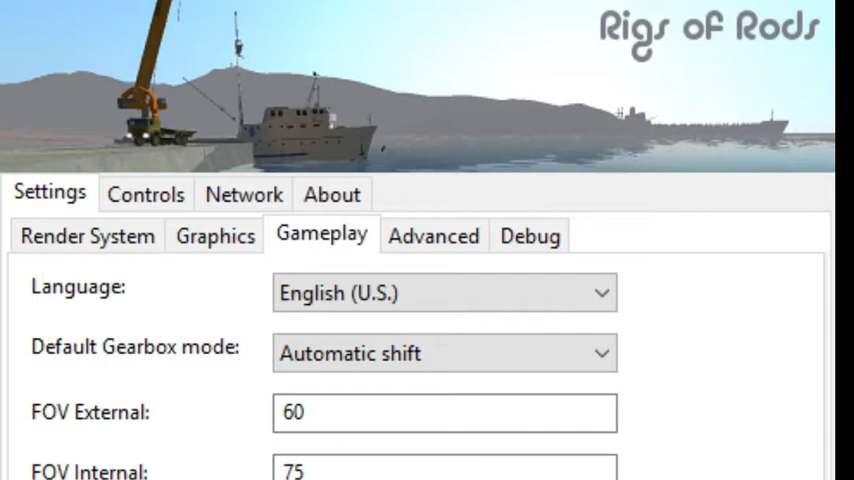 Rigs of Rods
Settings Controls Network About
Render System Graphics Gameplay Advanced Debug
Language: English (U.S.)
Default Gearbox mode: Automatic shift
FOV External: 60
FOV Internal: 75